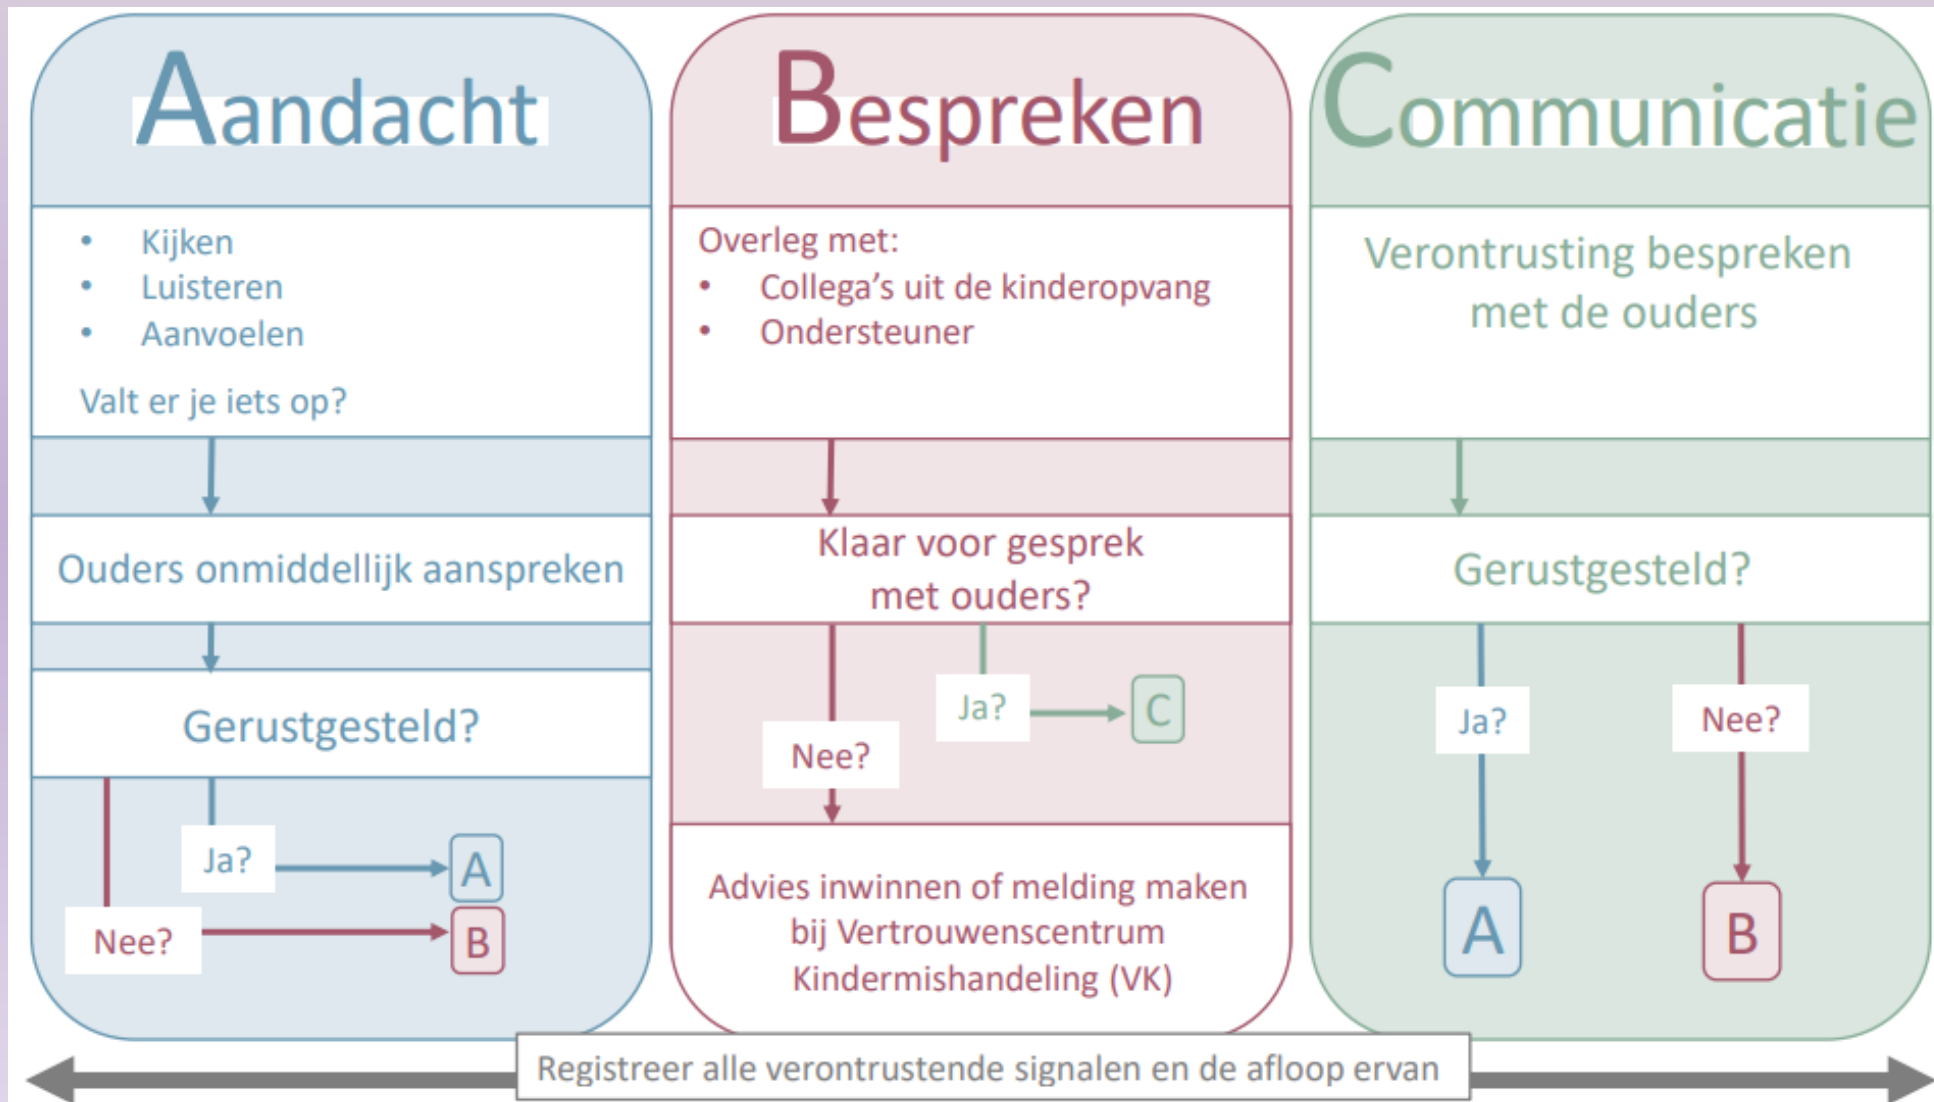 Aandacht
• Kijken
• Luisteren
• Aanvoelen
Valt er je iets op?
Ouders onmiddellijk aanspreken
Gerustgesteld?
Ja?
A
Nee?
B
Bespreken
Overleg met:
• Collega's uit de kinderopvang
• Ondersteuner
Klaar voor gesprek
met ouders?
Ja?
C
Nee?
Advies inwinnen of melding maken
bij Vertrouwenscentrum
Kindermishandeling (VK)
Communicatie
Verontrusting bespreken
met de ouders
Gerustgesteld?
Ja?
Nee?
A
B
Registreer alle verontrustende signalen en de afloop ervan